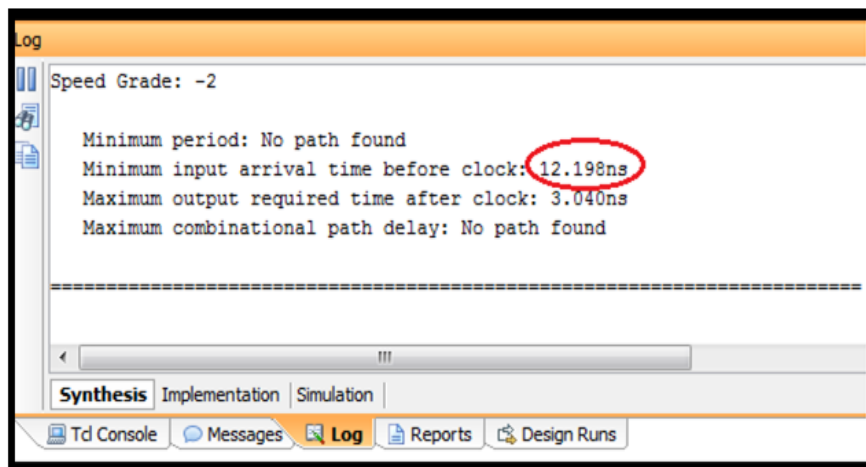 Log
Speed Grade: -2
Minimum period: No path found
Minimum input arrival time before clock: 12.198ns
Maximum output required time after clock: 3.040ns
Maximum combinational path delay: No path found
=========================================================================
Synthesis Implementation Simulation
Tcl Console Messages Log Reports Design Runs